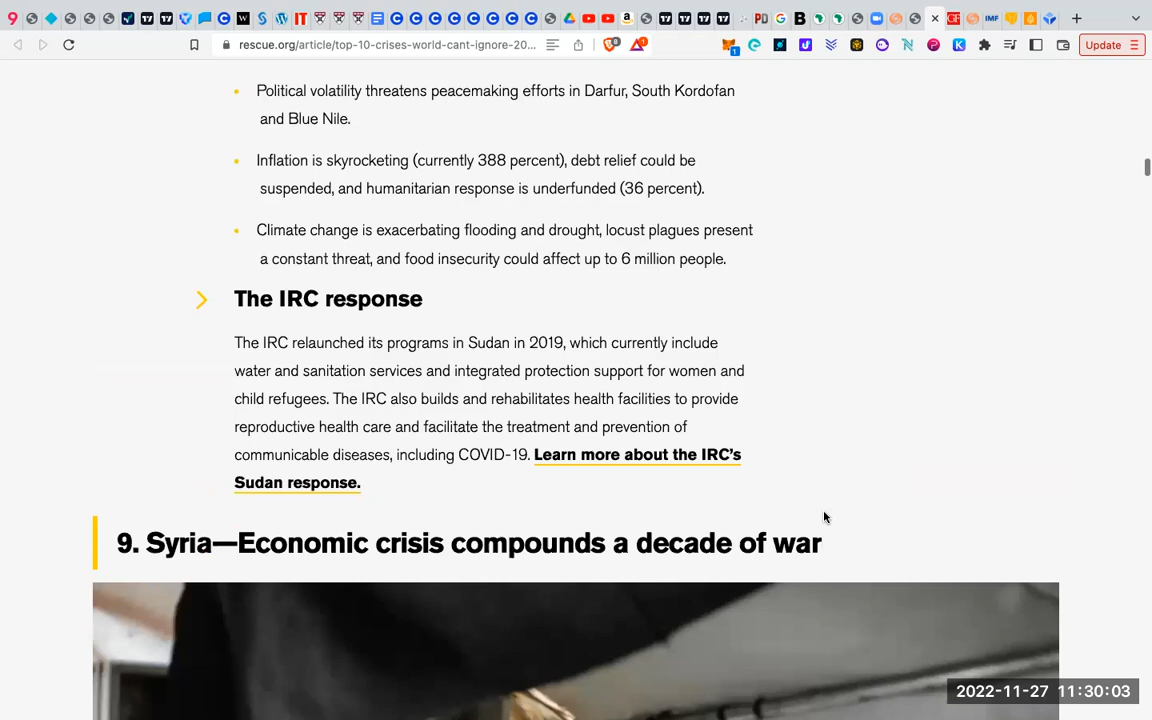 rescue.org/article/top-10-crises-world-cant-ignore-20...
Update
Political volatility threatens peacemaking efforts in Darfur, South Kordofan
and Blue Nile.
Inflation is skyrocketing (currently 388 percent), debt relief could be
suspended, and humanitarian response is underfunded (36 percent).
Climate change is exacerbating flooding and drought, locust plagues present
a constant threat, and food insecurity could affect up to 6 million people.
The IRC response
The IRC relaunched its programs in Sudan in 2019, which currently include
water and sanitation services and integrated protection support for women and
child refugees. The IRC also builds and rehabilitates health facilities to provide
reproductive health care and facilitate the treatment and prevention of
communicable diseases, including COVID-19. Learn more about the IRC’s
Sudan response.
9. Syria—Economic crisis compounds a decade of war
2022-11-27 11:30:03